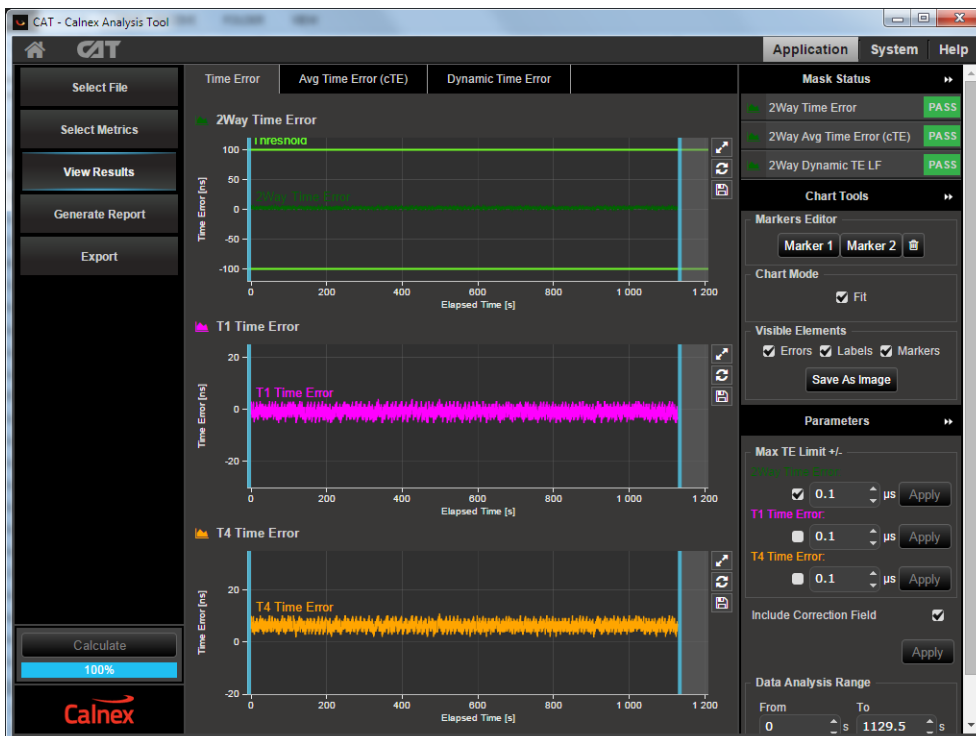 CAT - Calnex Analysis Tool
CAT
Application System Help
Select File
Select Metrics
View Results
Generate Report
Export
Calculate
100%
Calnex
Time Error Avg Time Error (cTE) Dynamic Time Error
2Way Time Error
Threshold
2Way Time Error
Time Error [ns]
100
50
0
-50
-100
0 200 400 600 800 1 000 1 200
Elapsed Time [s]
T1 Time Error
T1 Time Error
Time Error [ns]
20
0
-20
0 200 400 600 800 1 000 1 200
Elapsed Time [s]
T4 Time Error
T4 Time Error
Time Error [ns]
20
0
-20
0 200 400 600 800 1 000 1 200
Elapsed Time [s]
Mask Status
2Way Time Error PASS
2Way Avg Time Error (cTE) PASS
2Way Dynamic TE LF PASS
Chart Tools
Markers Editor
Marker 1 Marker 2
Chart Mode
Fit
Visible Elements
Errors Labels Markers
Save As Image
Parameters
Max TE Limit +/-
2Way Time Error:
0.1 µs Apply
T1 Time Error:
0.1 µs Apply
T4 Time Error:
0.1 µs Apply
Include Correction Field
Apply
Data Analysis Range
From To
0 s 1129.5 s